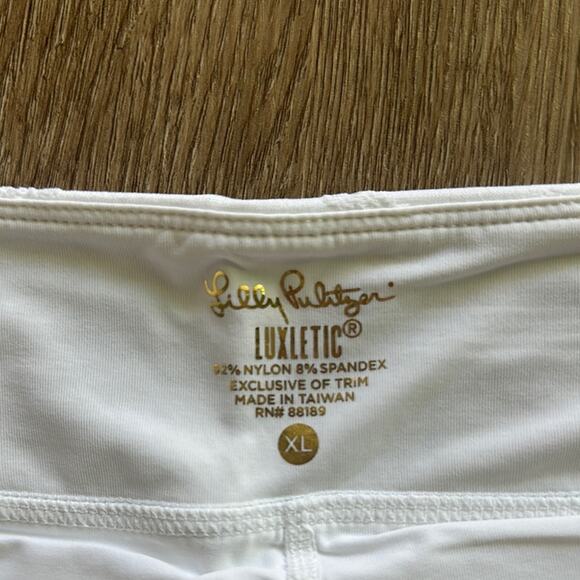 Lilly Pulitzer
LUXLETIC®
92% NYLON 8% SPANDEX
EXCLUSIVE OF TRIM
MADE IN TAIWAN
RN# 88189
XL